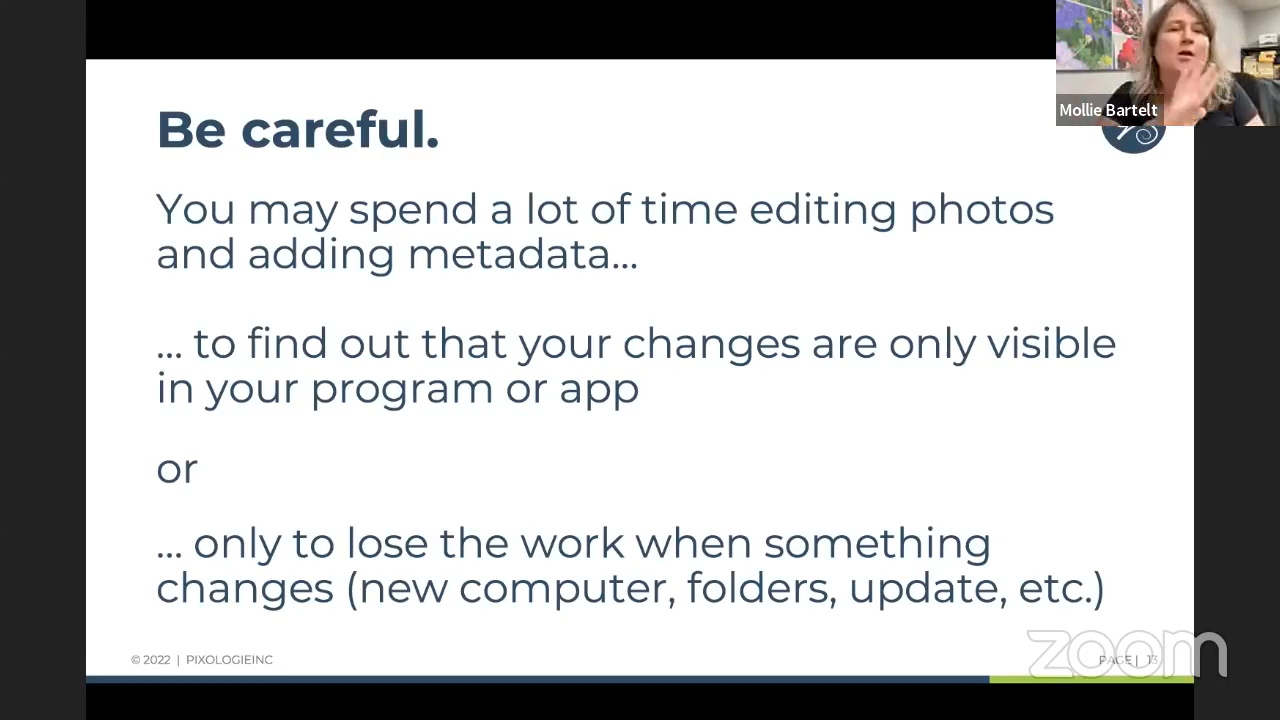 Be careful.
Mollie Bartelt
You may spend a lot of time editing photos
and adding metadata...
... to find out that your changes are only visible
in your program or app
or
... only to lose the work when something
changes (new computer, folders, update, etc.)
© 2022 | PIXOLOGIEINC
PAGE | 13
zoom